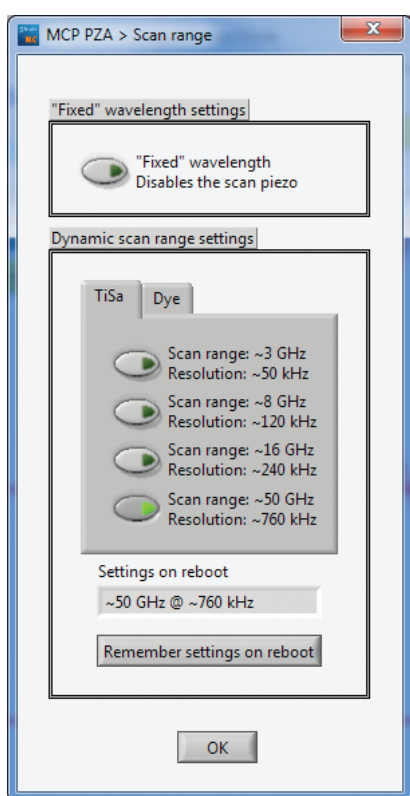 MCP PZA > Scan range
"Fixed" wavelength settings
"Fixed" wavelength
Disables the scan piezo
Dynamic scan range settings
TiSa
Dye
Scan range: ~3 GHz
Resolution: ~50 kHz
Scan range: ~8 GHz
Resolution: ~120 kHz
Scan range: ~16 GHz
Resolution: ~240 kHz
Scan range: ~50 GHz
Resolution: ~760 kHz
Settings on reboot
~50 GHz @ ~760 kHz
Remember settings on reboot
OK